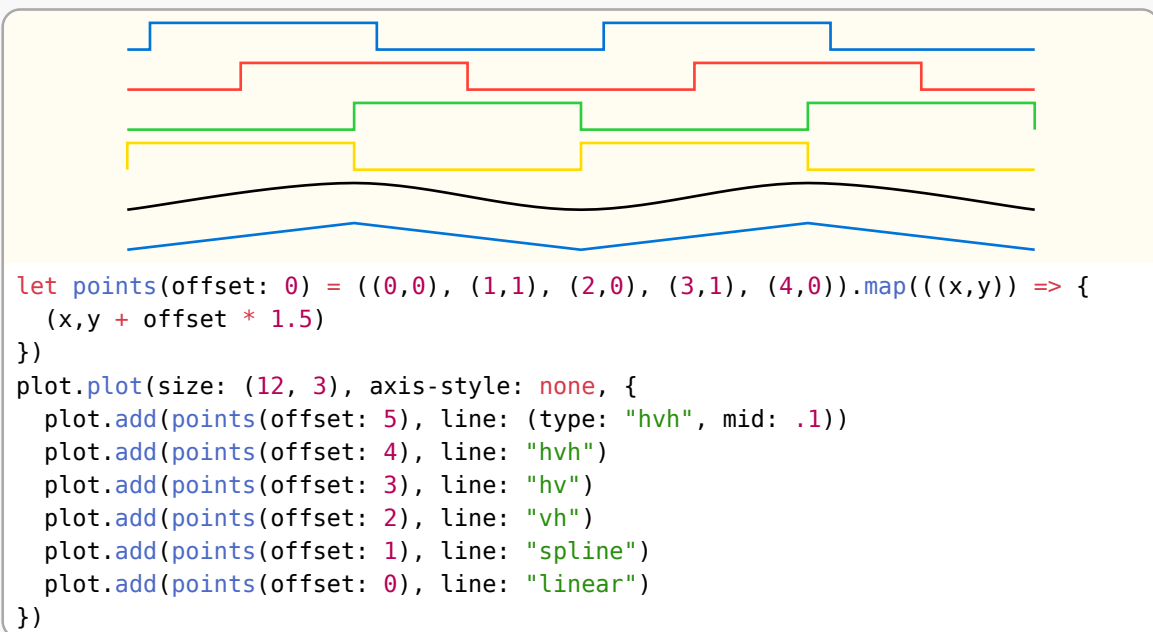 let points(offset: 0) = ((0,0), (1,1), (2,0), (3,1), (4,0)).map(((x,y)) => {
  (x,y + offset * 1.5)
})
plot.plot(size: (12, 3), axis-style: none, {
  plot.add(points(offset: 5), line: (type: "hvh", mid: .1))
  plot.add(points(offset: 4), line: "hvh")
  plot.add(points(offset: 3), line: "hv")
  plot.add(points(offset: 2), line: "vh")
  plot.add(points(offset: 1), line: "spline")
  plot.add(points(offset: 0), line: "linear")
})